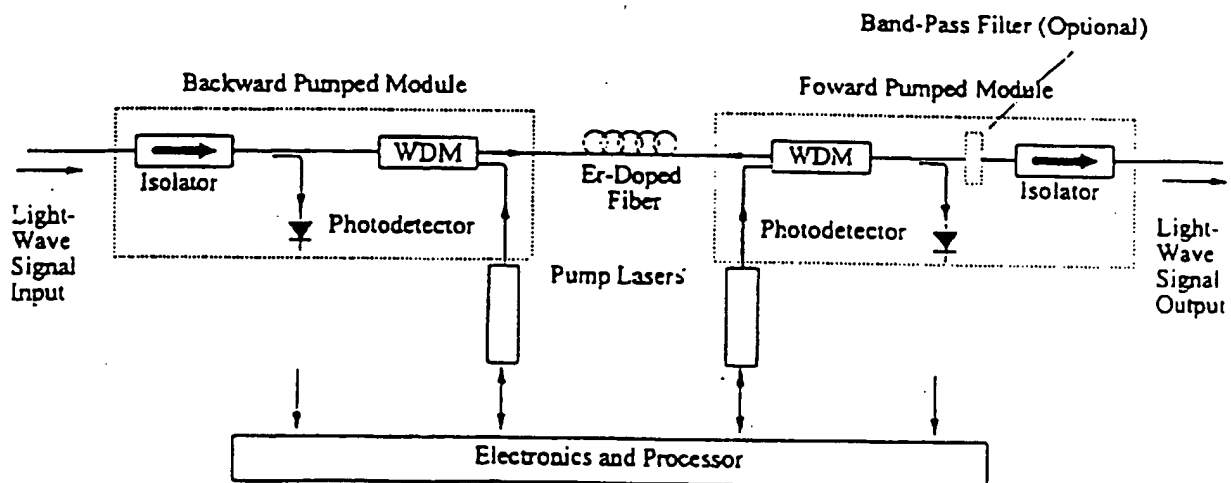 Band-Pass Filter (Optional)
Backward Pumped Module
Foward Pumped Module
WDM
WDM
Isolator
Er-Doped
Fiber
Isolator
Light-
Wave
Signal
Input
Photodetector
Photodetector
Light-
Wave
Signal
Output
Pump Lasers
Electronics and Processor